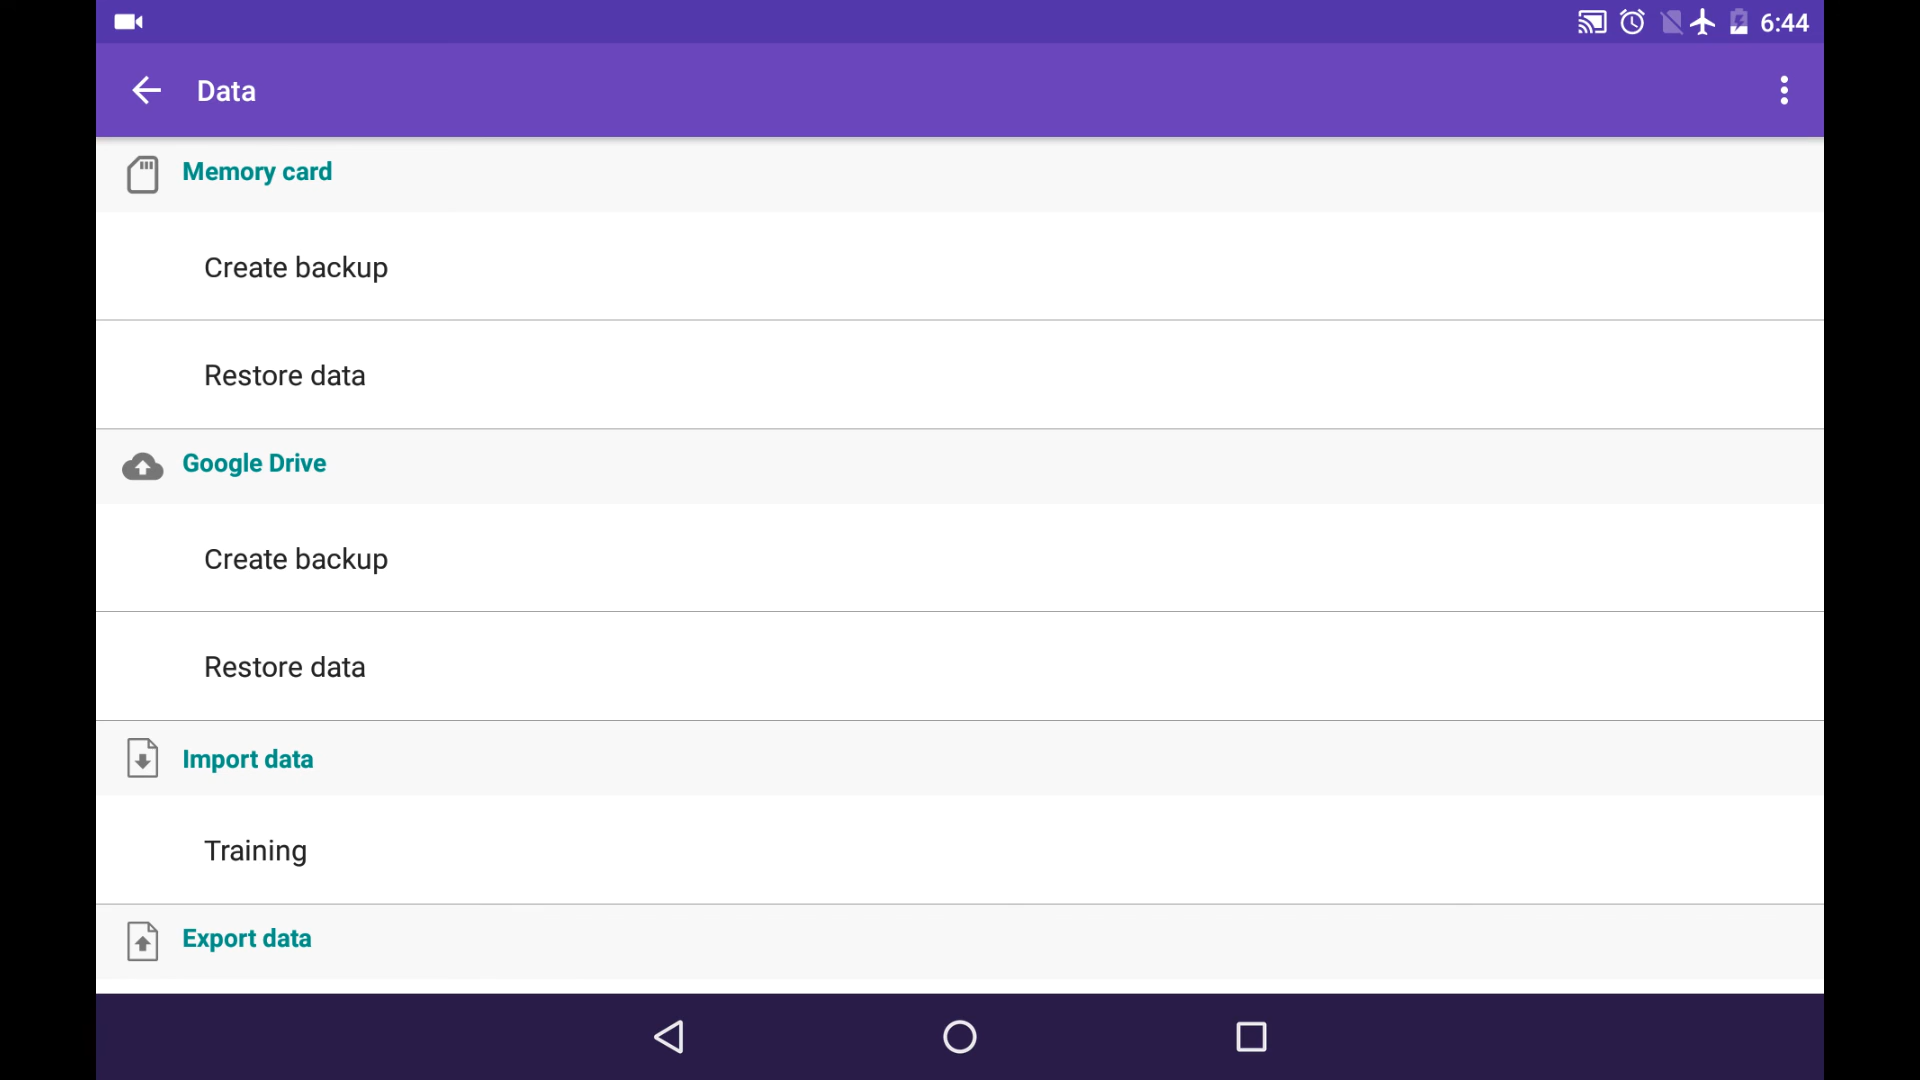 6:44
Data
Memory card
Create backup
Restore data
Google Drive
Create backup
Restore data
Import data
Training
Export data